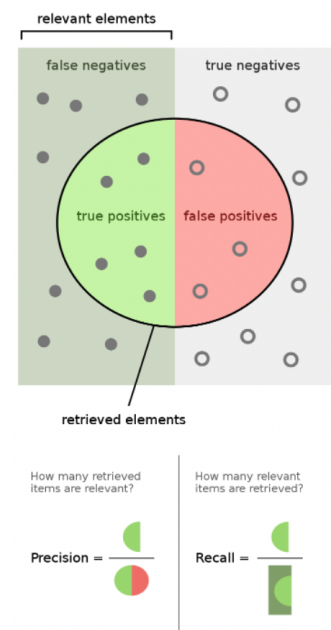 relevant elements
false negatives
true negatives
true positives
false positives
retrieved elements
How many retrieved
items are relevant?
Precision =
How many relevant
items are retrieved?
Recall =